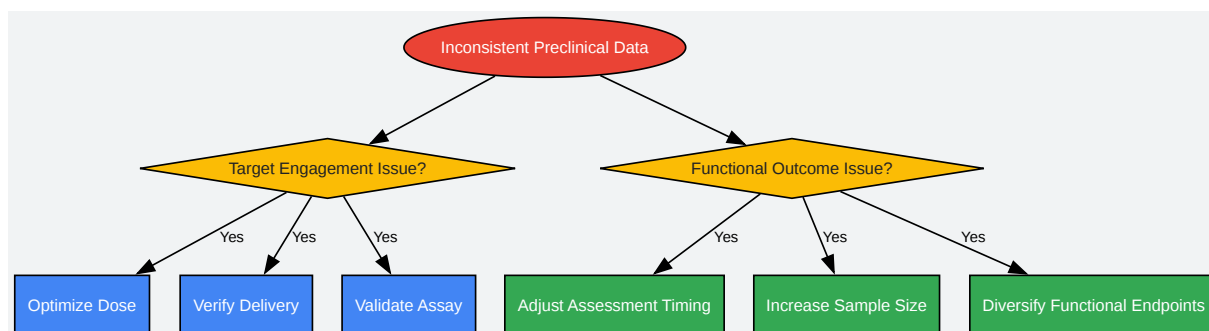 Inconsistent Preclinical Data
Target Engagement Issue?
Functional Outcome Issue?
Yes
Yes
Yes
Yes
Yes
Yes
Optimize Dose
Verify Delivery
Validate Assay
Adjust Assessment Timing
Increase Sample Size
Diversify Functional Endpoints